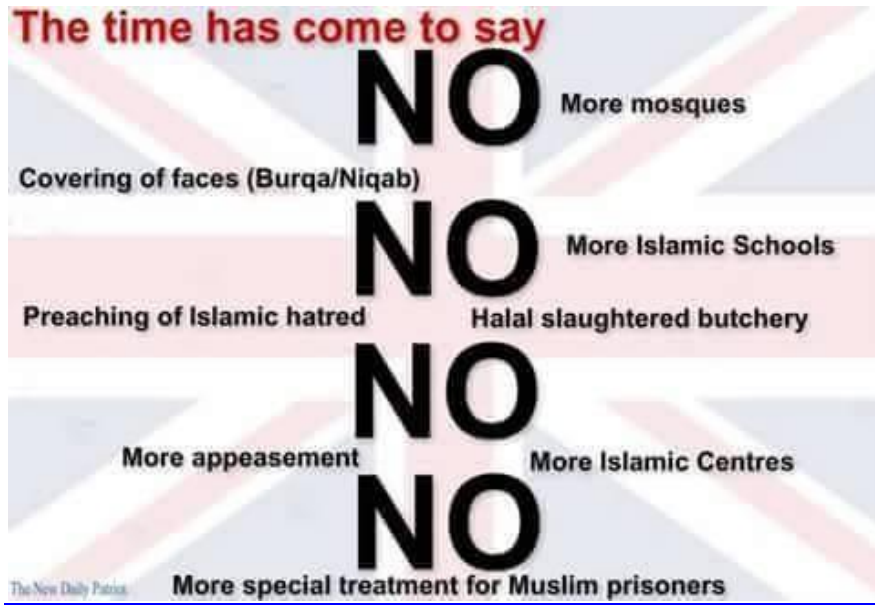 The time has come to say
NO
More mosques
Covering of faces (Burqa/Niqab)
NO
More Islamic Schools
Preaching of Islamic hatred
Halal slaughtered butchery
NO
More appeasement
More Islamic Centres
NO
The New Daily Patriot
More special treatment for Muslim prisoners